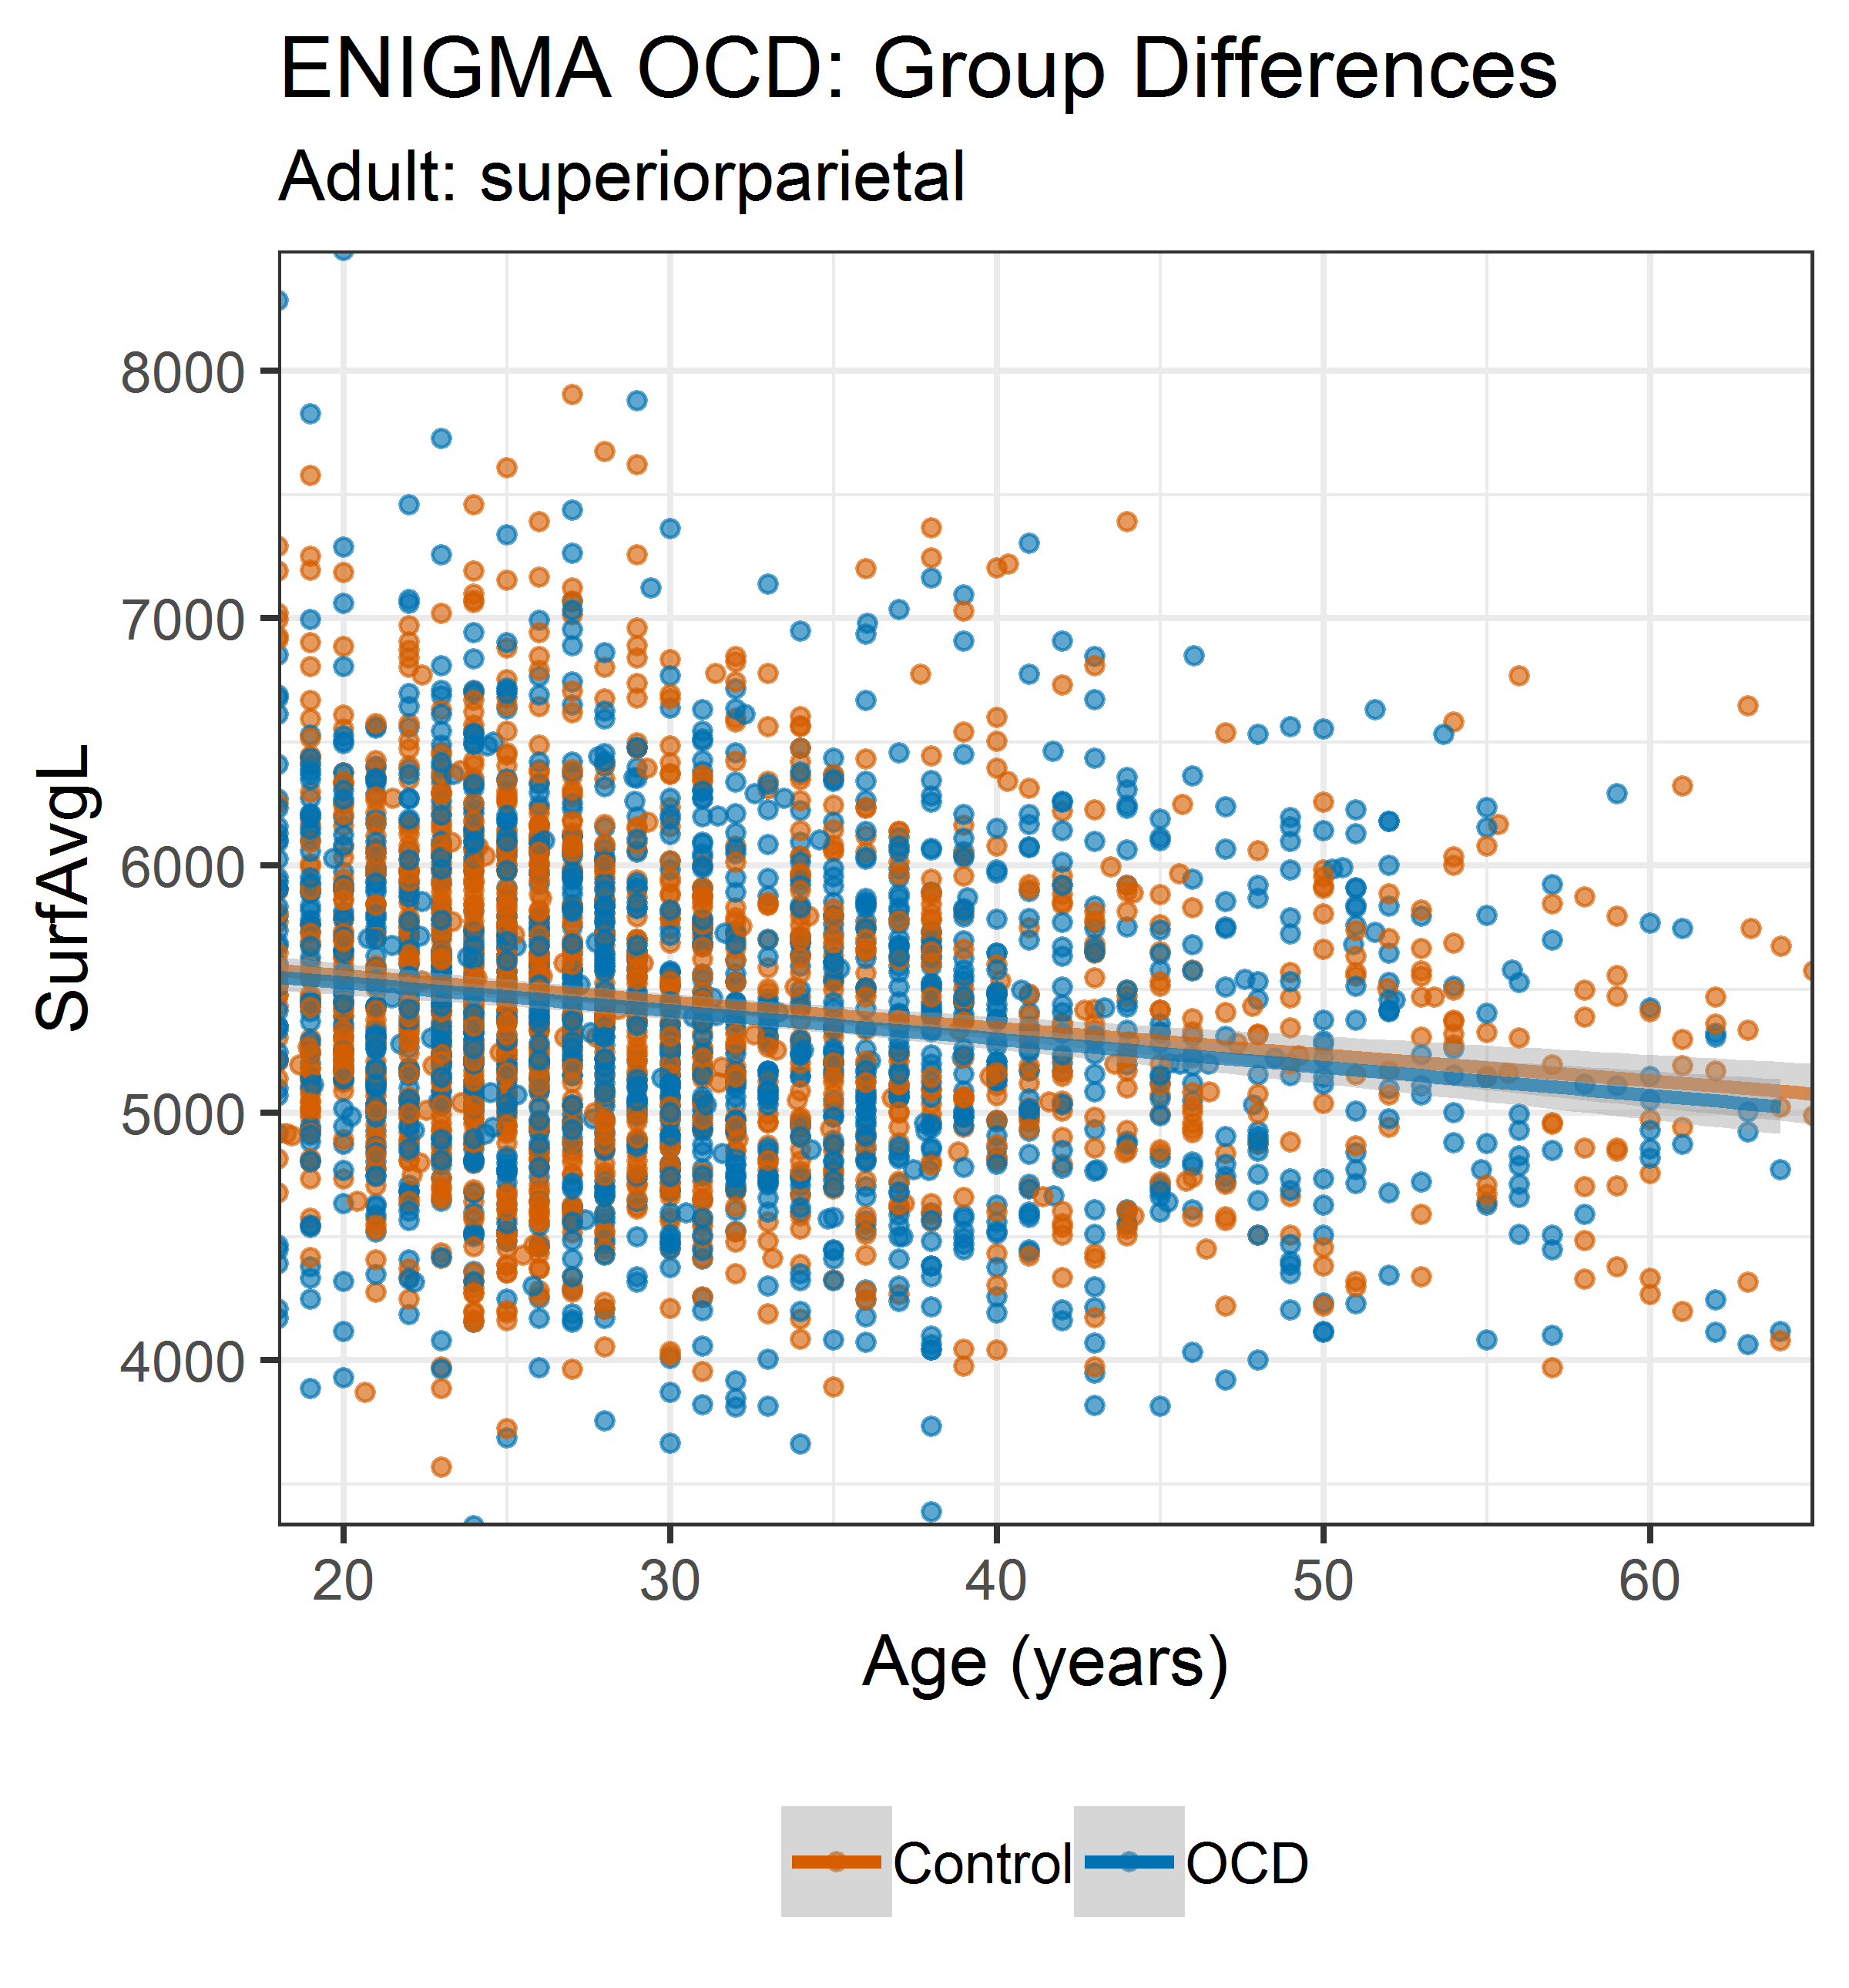 ENIGMA OCD: Group Differences
Adult: superiorparietal
SurfAvgL
8000
7000
6000
5000
4000
20 30 40 50 60
Age (years)
Control OCD